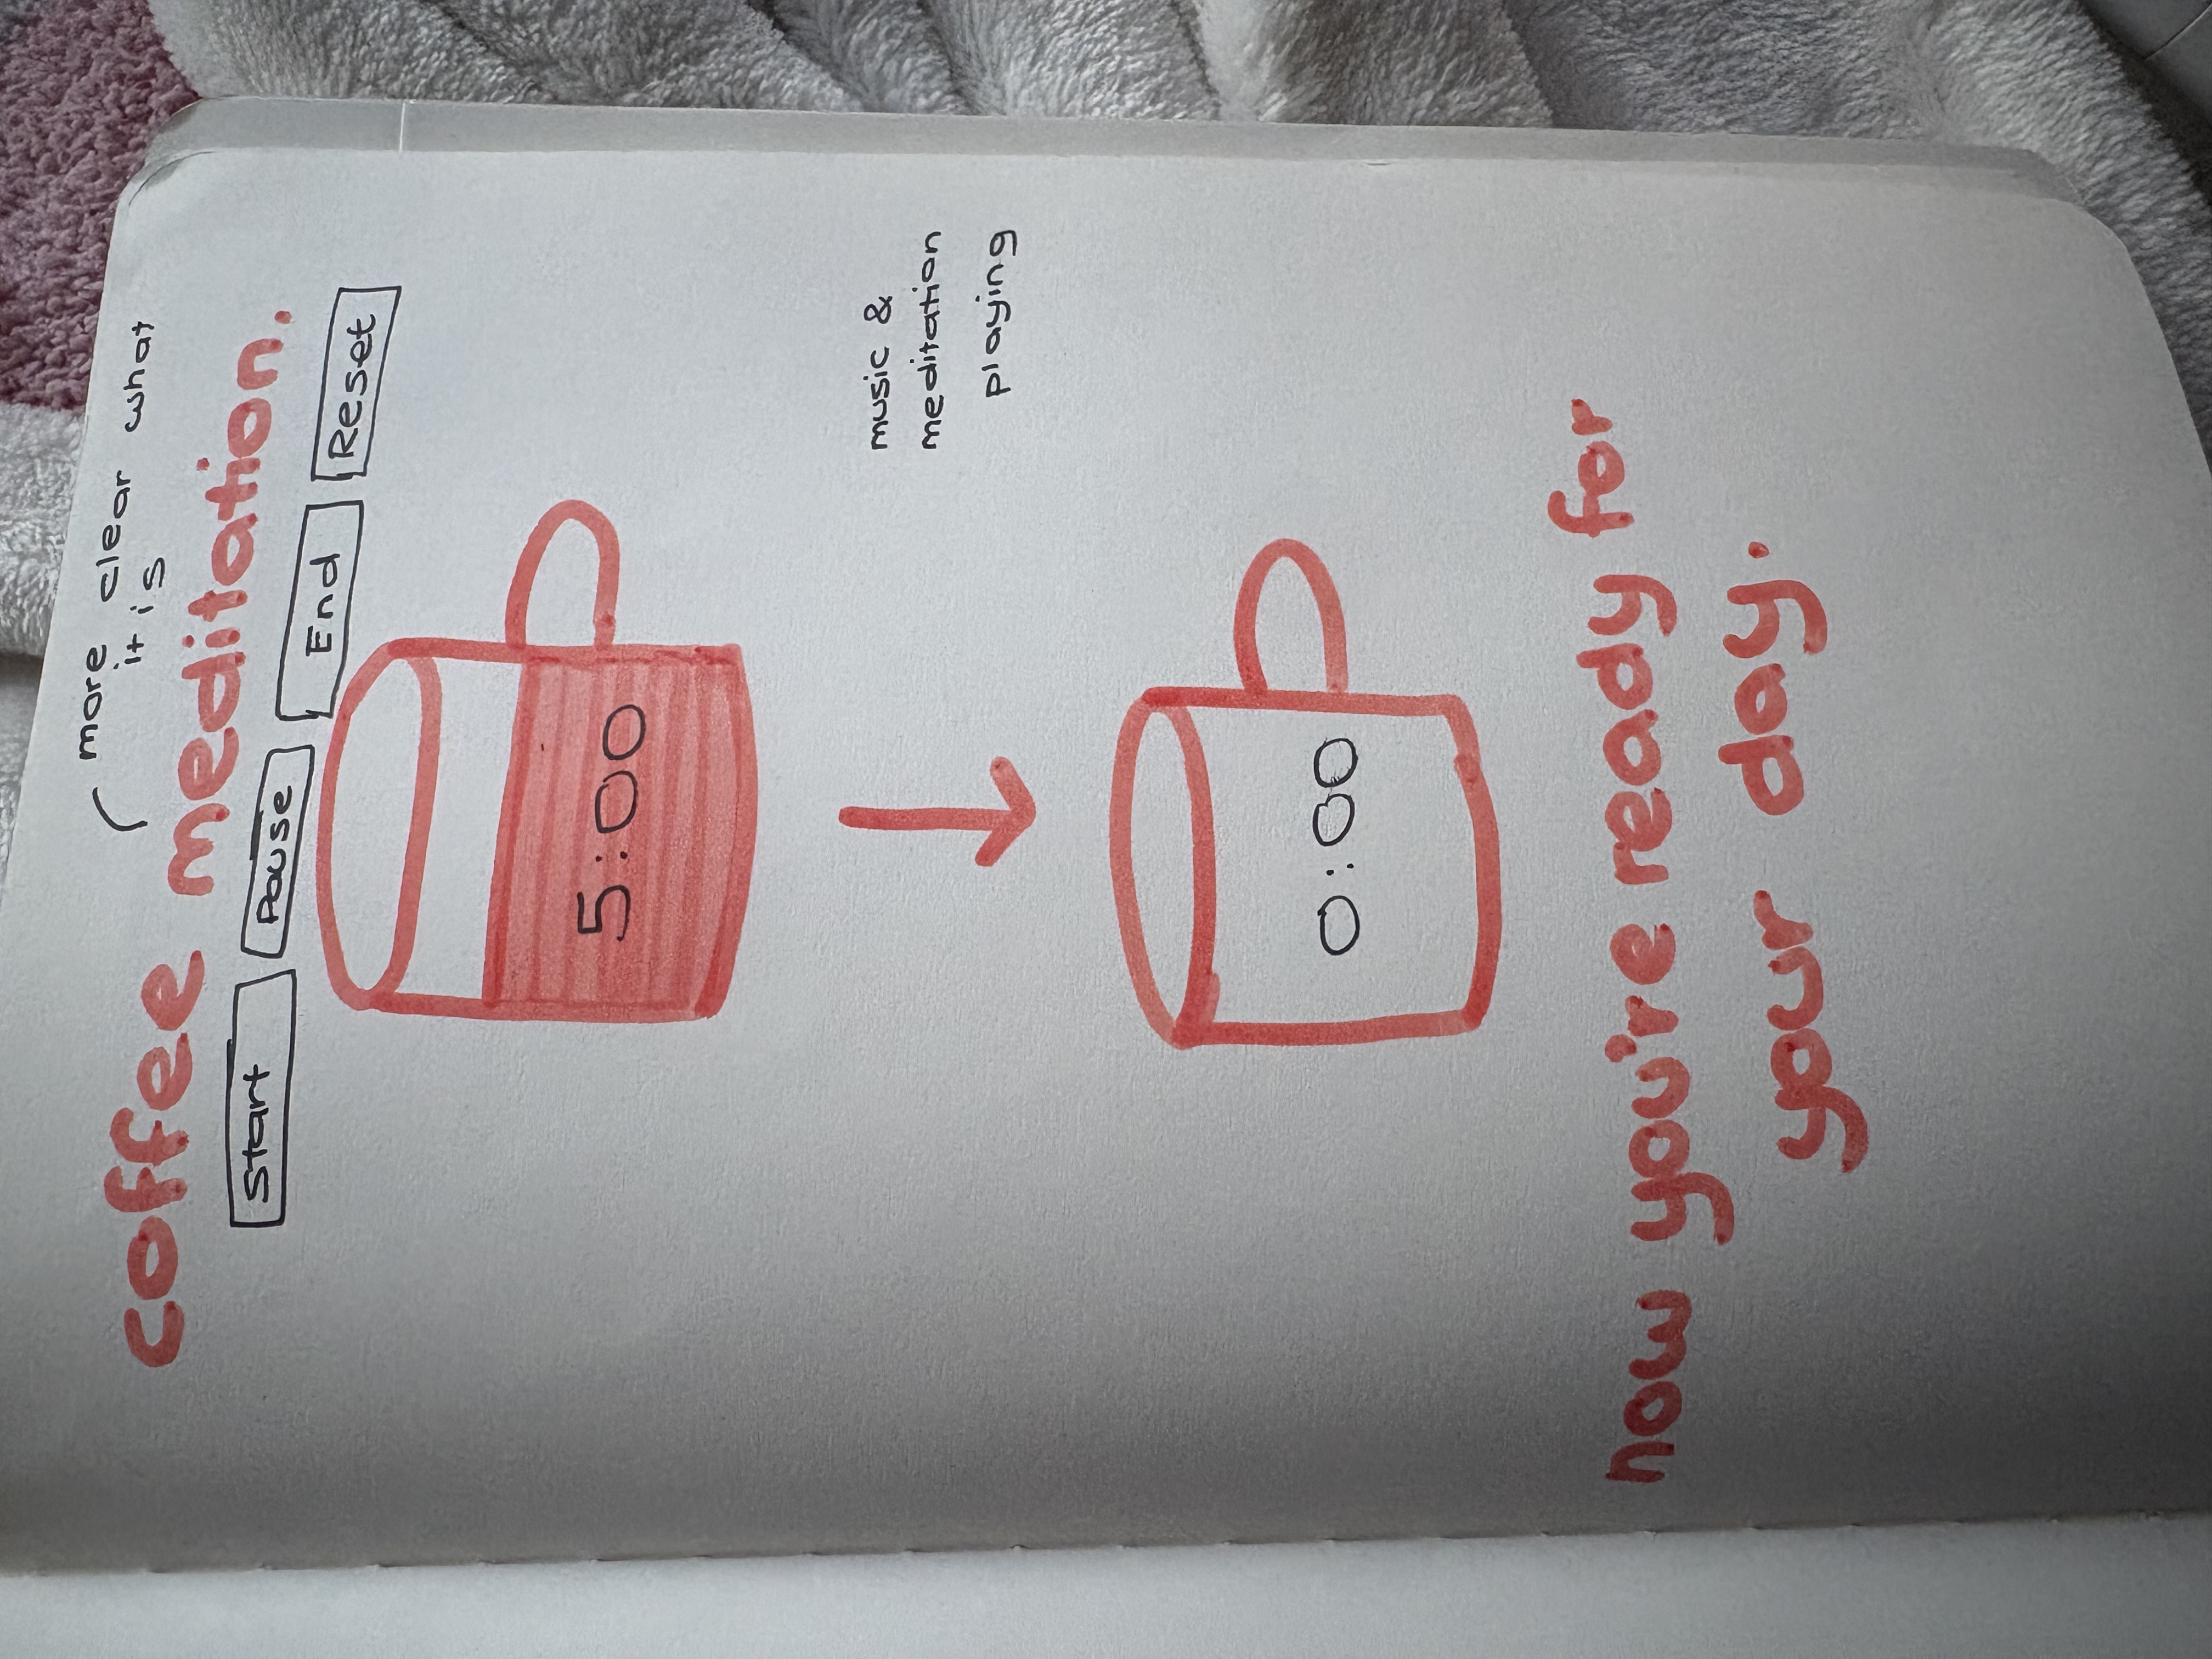 more clear what
it is
coffee meditation.
Start Pause End Reset
5:00
music &
meditation
playing
0:00
now you're ready for
your day.